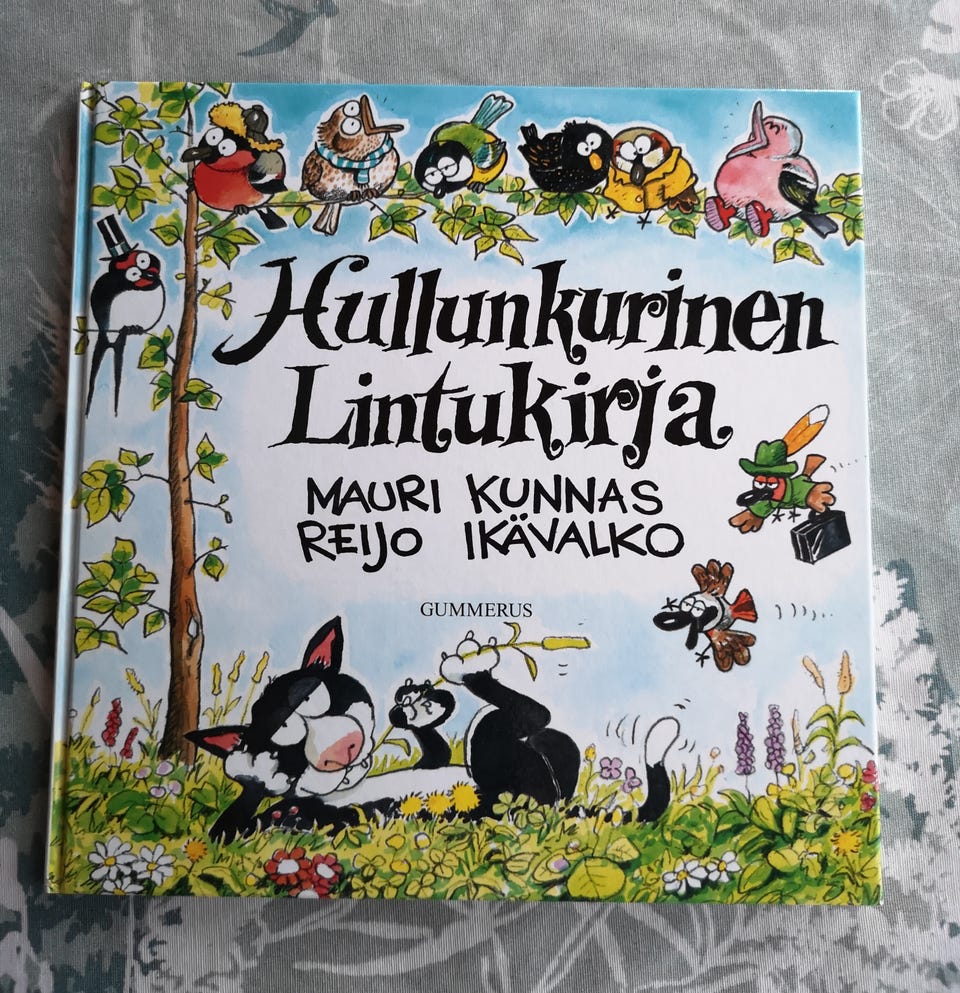 Hullunkurinen
Lintukirja
MAURI KUNNAS
REIJO IKÄVALKO
GUMMERUS